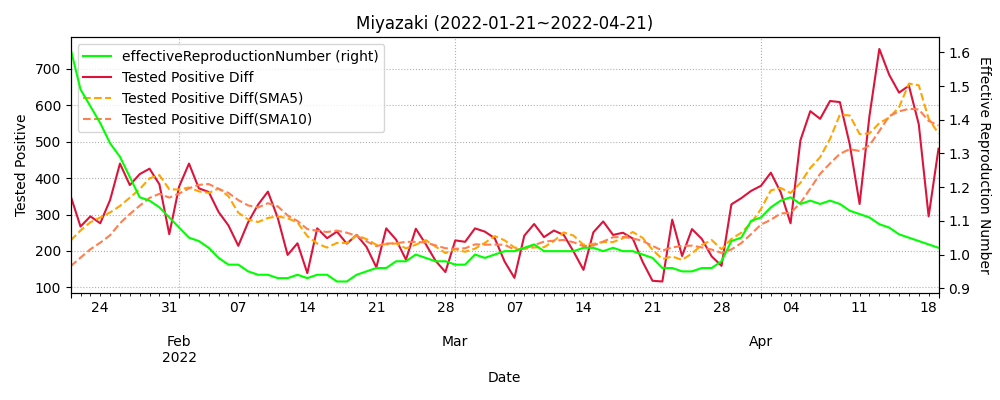 Miyazaki (2022-01-21~2022-04-21)
effectiveReproductionNumber (right)
Tested Positive Diff
Tested Positive Diff(SMA5)
Tested Positive Diff(SMA10)
Tested Positive
700
600
500
400
300
200
100
1.6
1.5
1.4
1.3
1.2
1.1
1.0
0.9
Effective Reproduction Number
24 31 07 14 21 28 07 14 21 28 04 11 18
Feb Mar Apr
2022
Date